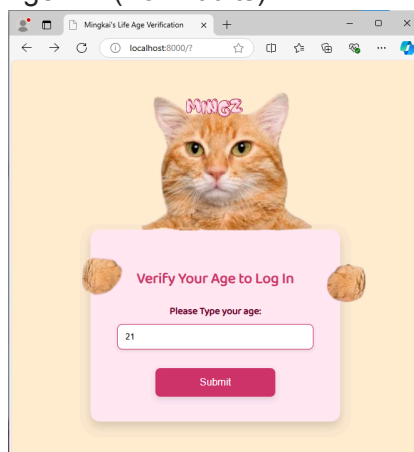 Mingkai's Life Age Verification
localhost:8000/?
MINGZ
Verify Your Age to Log In
Please Type your age:
21
Submit